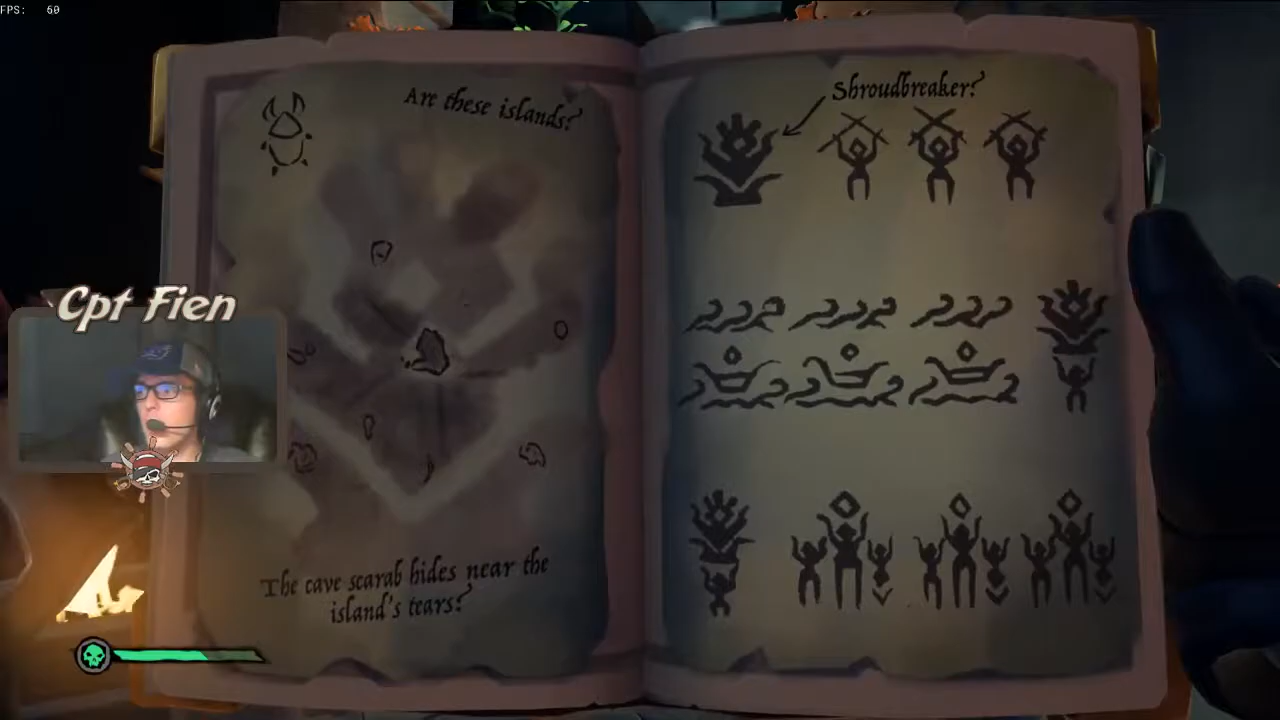 FPS: 60
Are these islands?
Shroudbreaker?
Cpt Fien
The cave scarab hides near the
island's tears?